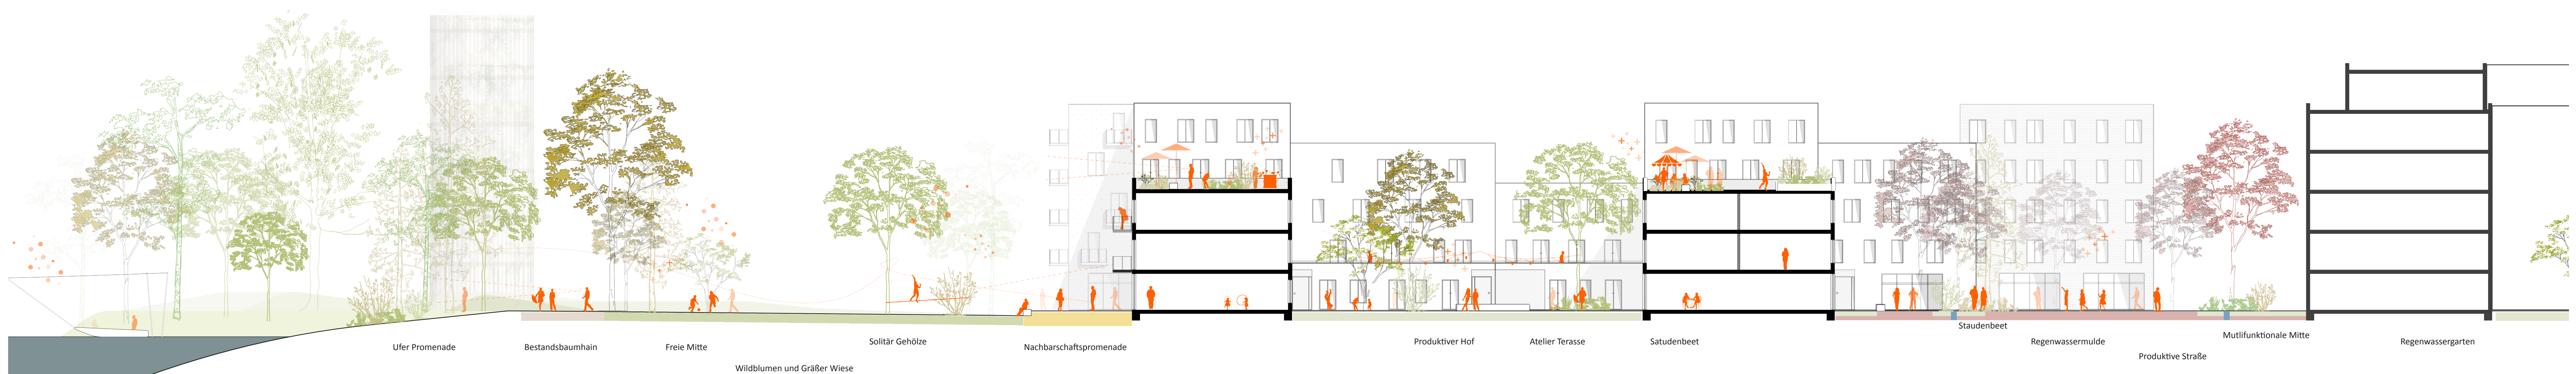 Ufer Promenade
Bestandsbaumhain
Freie Mitte
Wildblumen und Gräßer Wiese
Solitär Gehölze
Nachbarschaftspromenade
Produktiver Hof
Atelier Terasse
Satudenbeet
Staudenbeet
Regenwassermulde
Produktive Straße
Mutlifunktionale Mitte
Regenwassergarten